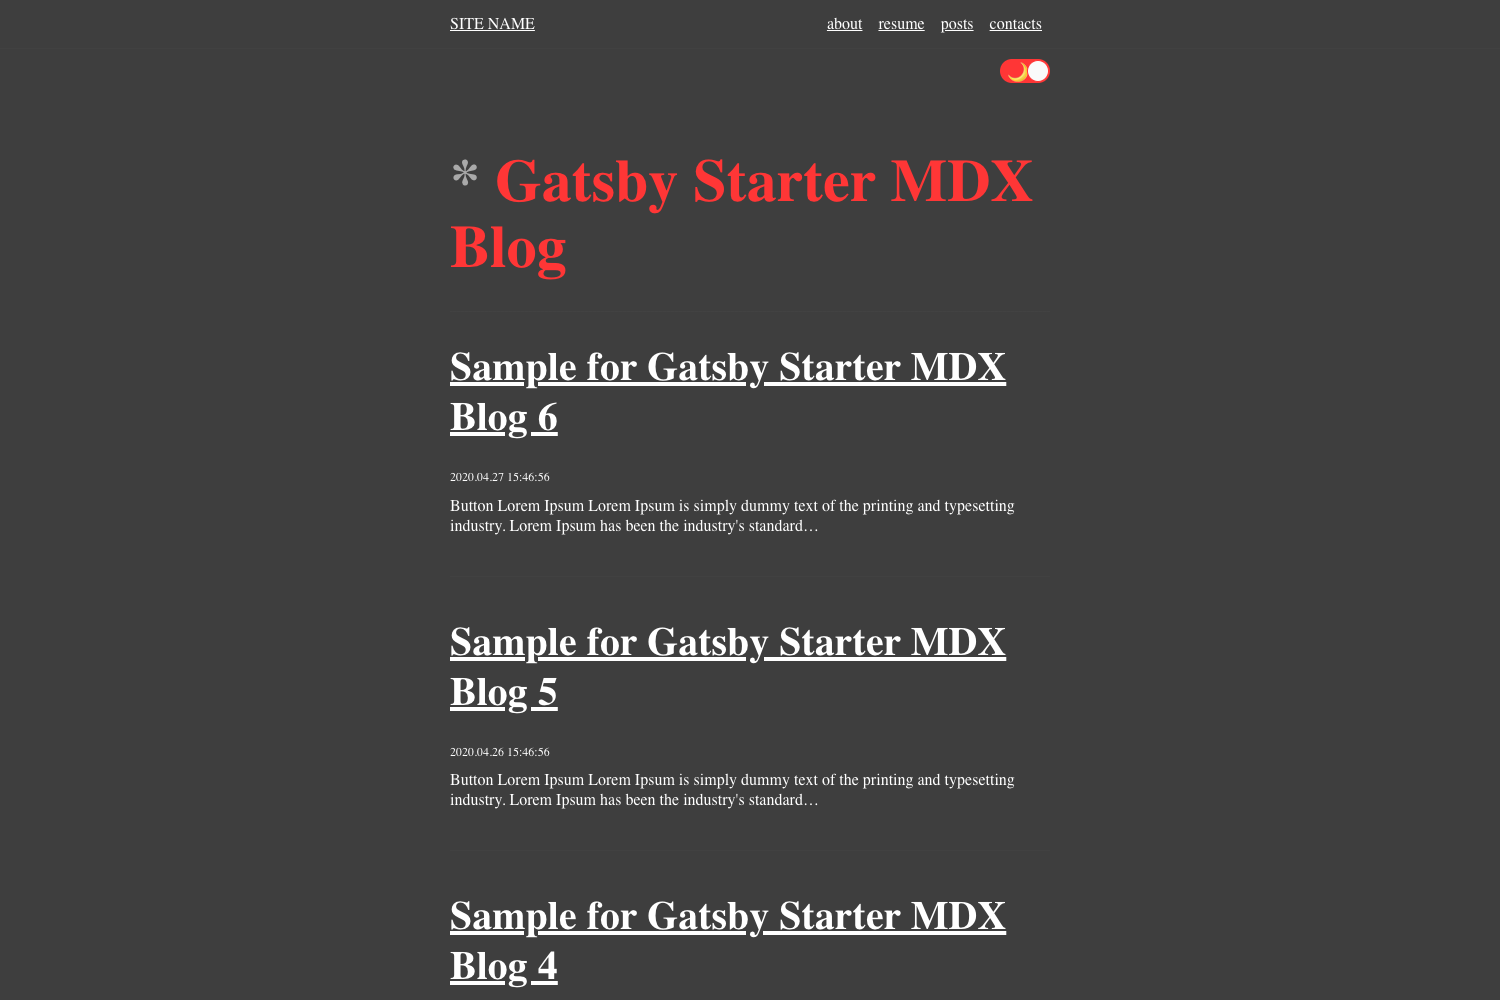 SITE NAME about resume posts contacts
* Gatsby Starter MDX
Blog
Sample for Gatsby Starter MDX
Blog 6
2020.04.27 15:46:56
Button Lorem Ipsum Lorem Ipsum is simply dummy text of the printing and typesetting
industry. Lorem Ipsum has been the industry's standard…
Sample for Gatsby Starter MDX
Blog 5
2020.04.26 15:46:56
Button Lorem Ipsum Lorem Ipsum is simply dummy text of the printing and typesetting
industry. Lorem Ipsum has been the industry's standard…
Sample for Gatsby Starter MDX
Blog 4